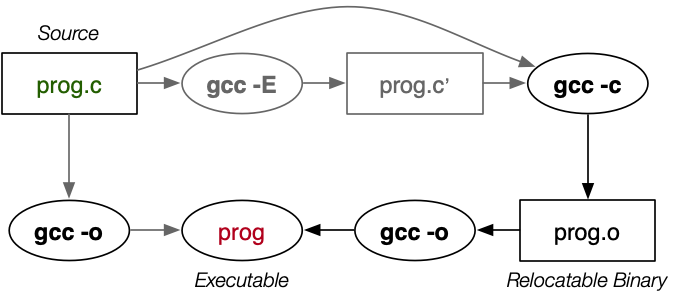 Source
prog.c
gcc -E
prog.c’
gcc -c
gcc -o
prog
gcc -o
prog.o
Executable
Relocatable Binary